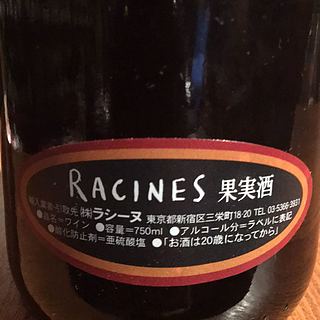 RACINES 果実酒
輸入業者・引取先 ㈱ラシーヌ 東京都新宿区三栄町18-20 TEL 03-5366-3931
●品名=ワイン ●容量=750ml ●アルコール分=ラベルに表記
●酸化防止剤=亜硫酸塩 ●「お酒は20歳になってから」